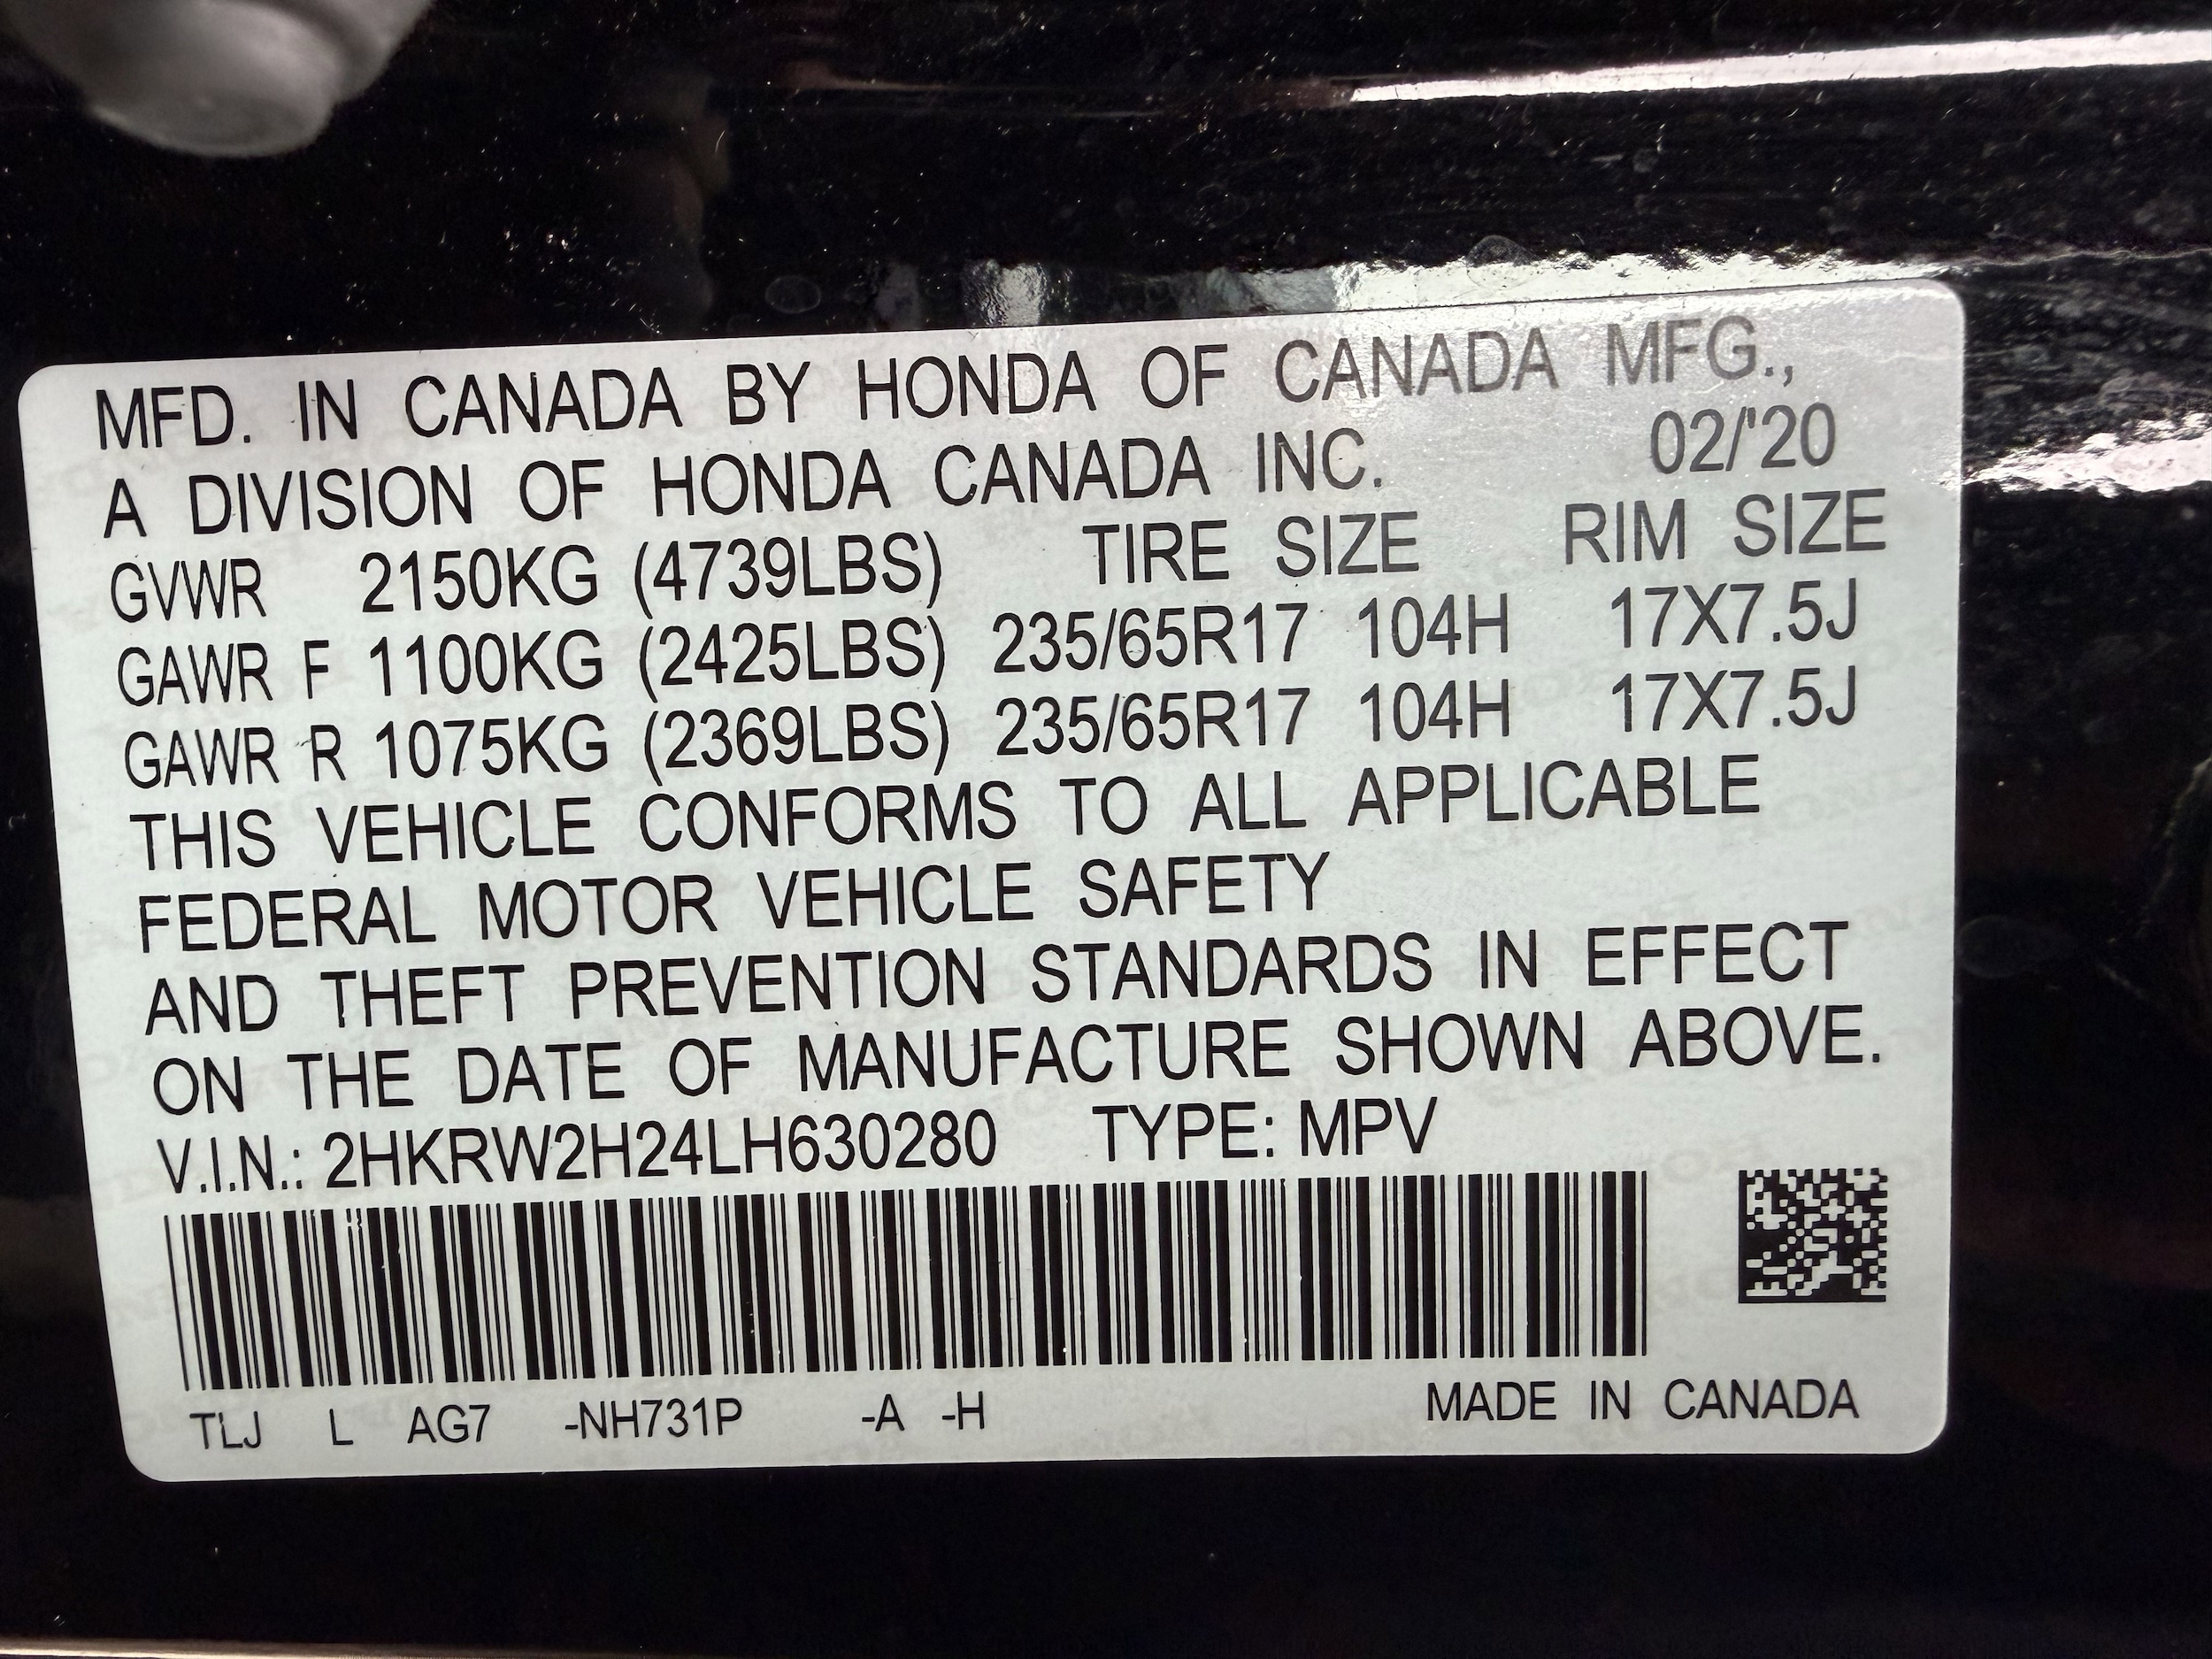 MFD. IN CANADA BY HONDA OF CANADA MFG.,
A DIVISION OF HONDA CANADA INC. 02/'20
GVWR 2150KG (4739LBS) TIRE SIZE RIM SIZE
GAWR F 1100KG (2425LBS) 235/65R17 104H 17X7.5J
GAWR R 1075KG (2369LBS) 235/65R17 104H 17X7.5J
THIS VEHICLE CONFORMS TO ALL APPLICABLE
FEDERAL MOTOR VEHICLE SAFETY
AND THEFT PREVENTION STANDARDS IN EFFECT
ON THE DATE OF MANUFACTURE SHOWN ABOVE.
V.I.N.: 2HKRW2H24LH630280 TYPE: MPV
TLJ L AG7 -NH731P -A -H MADE IN CANADA